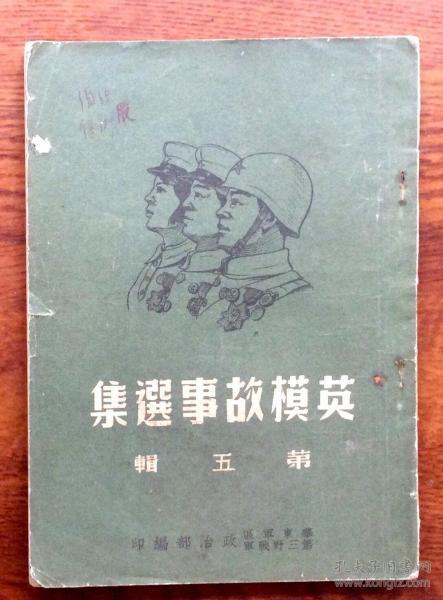 英模故事選集
第五輯
華東軍區
第三野戰軍
政治部編印
孔夫子旧书网
www.kongfz.com